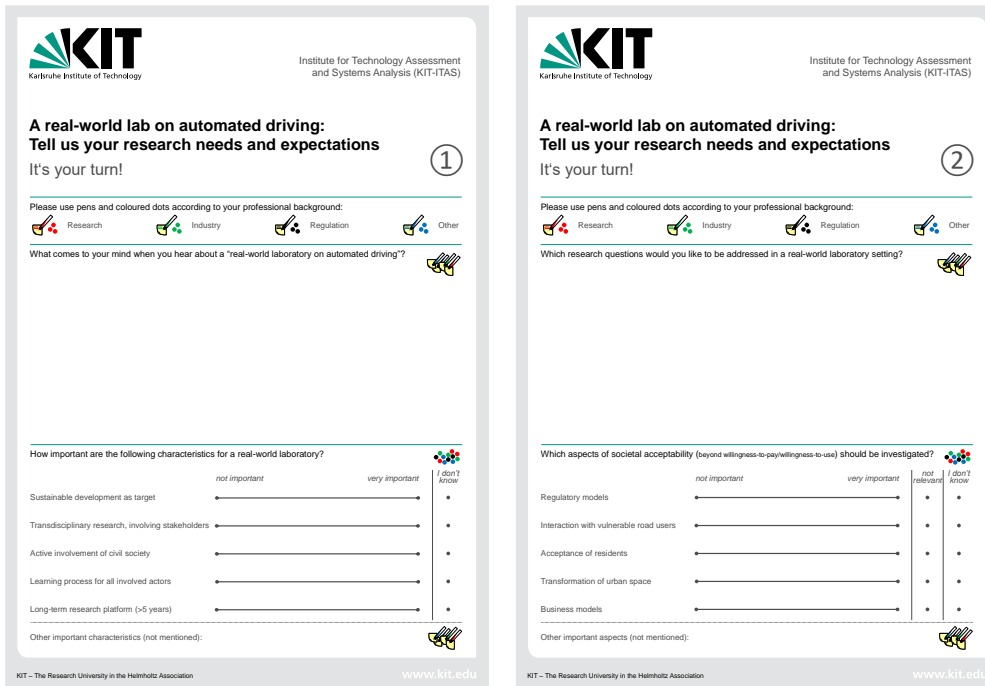 KIT
Karlsruhe Institute of Technology
Institute for Technology Assessment
and Systems Analysis (KIT-ITAS)
A real-world lab on automated driving:
Tell us your research needs and expectations
It's your turn!
1
Please use pens and coloured dots according to your professional background:
Research Industry Regulation Other
What comes to your mind when you hear about a "real-world laboratory on automated driving"?
How important are the following characteristics for a real-world laboratory?
not important very important I don't know
Sustainable development as target
Transdisciplinary research, involving stakeholders
Active involvement of civil society
Learning process for all involved actors
Long-term research platform (>5 years)
Other important characteristics (not mentioned):
KIT – The Research University in the Helmholtz Association www.kit.edu
KIT
Karlsruhe Institute of Technology
Institute for Technology Assessment
and Systems Analysis (KIT-ITAS)
A real-world lab on automated driving:
Tell us your research needs and expectations
It's your turn!
2
Please use pens and coloured dots according to your professional background:
Research Industry Regulation Other
Which research questions would you like to be addressed in a real-world laboratory setting?
Which aspects of societal acceptability (beyond willingness-to-pay/willingness-to-use) should be investigated?
not important very important not relevant I don't know
Regulatory models
Interaction with vulnerable road users
Acceptance of residents
Transformation of urban space
Business models
Other important aspects (not mentioned):
KIT – The Research University in the Helmholtz Association www.kit.edu